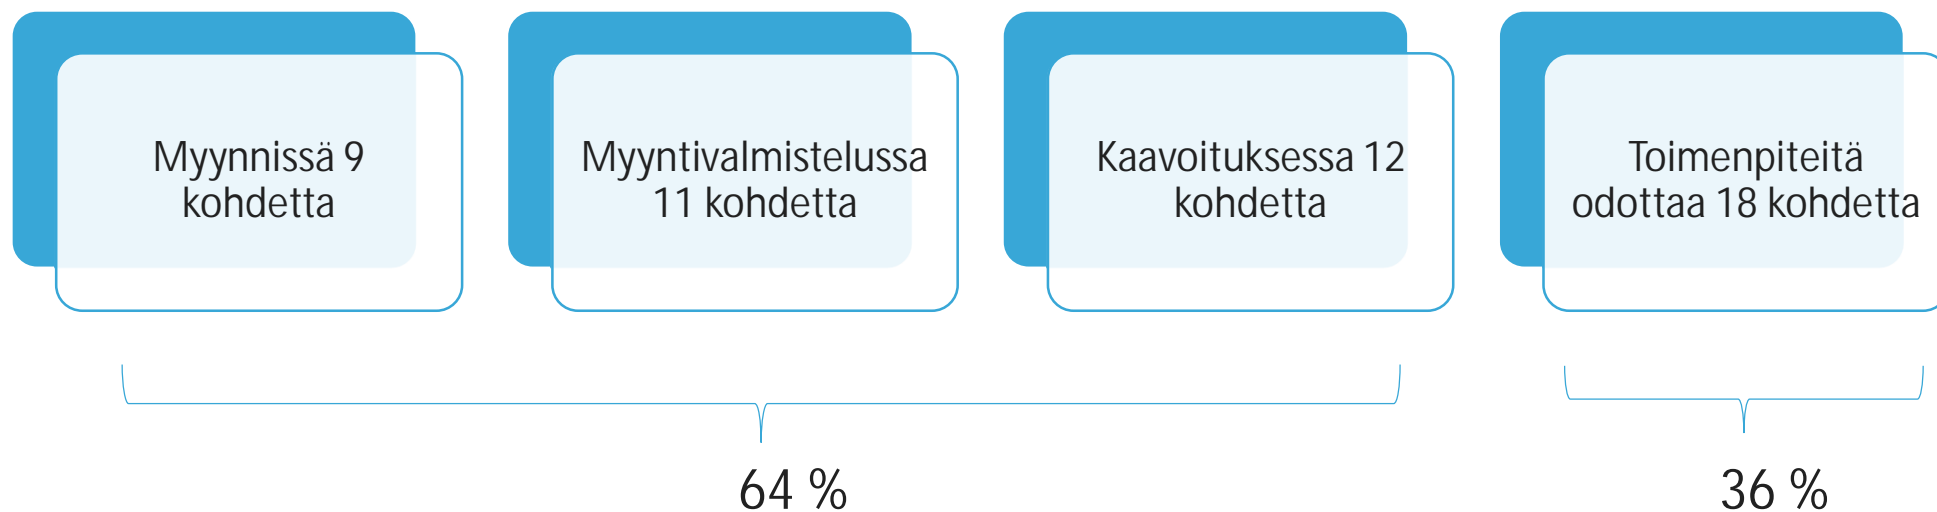 Myynnissä 9
kohdetta
Myyntivalmistelussa
11 kohdetta
Kaavoituksessa 12
kohdetta
Toimenpiteitä
odottaa 18 kohdetta
64 %
36 %